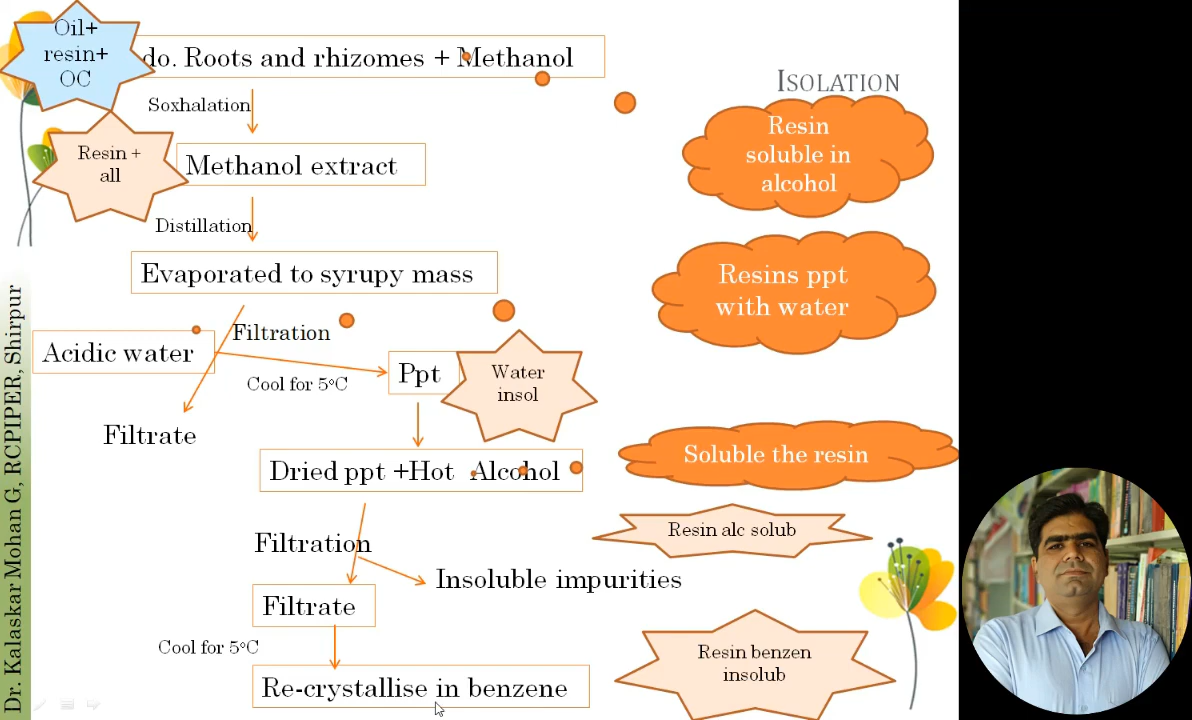 Oil+
resin+
OC
do. Roots and rhizomes + Methanol
ISOLATION
Soxhalation
Resin
soluble in
alcohol
Resin +
all
Methanol extract
Distillation
Evaporated to syrupy mass
Resins ppt
with water
Filtration
Acidic water
Cool for 5°C
Ppt
Water
insol
Filtrate
Dried ppt +Hot Alcohol
Soluble the resin
Resin alc solub
Filtration
Insoluble impurities
Filtrate
Cool for 5°C
Resin benzen
insolub
Re-crystallise in benzene
Dr. Kalaskar Mohan G, RCPIPER, Shirpur